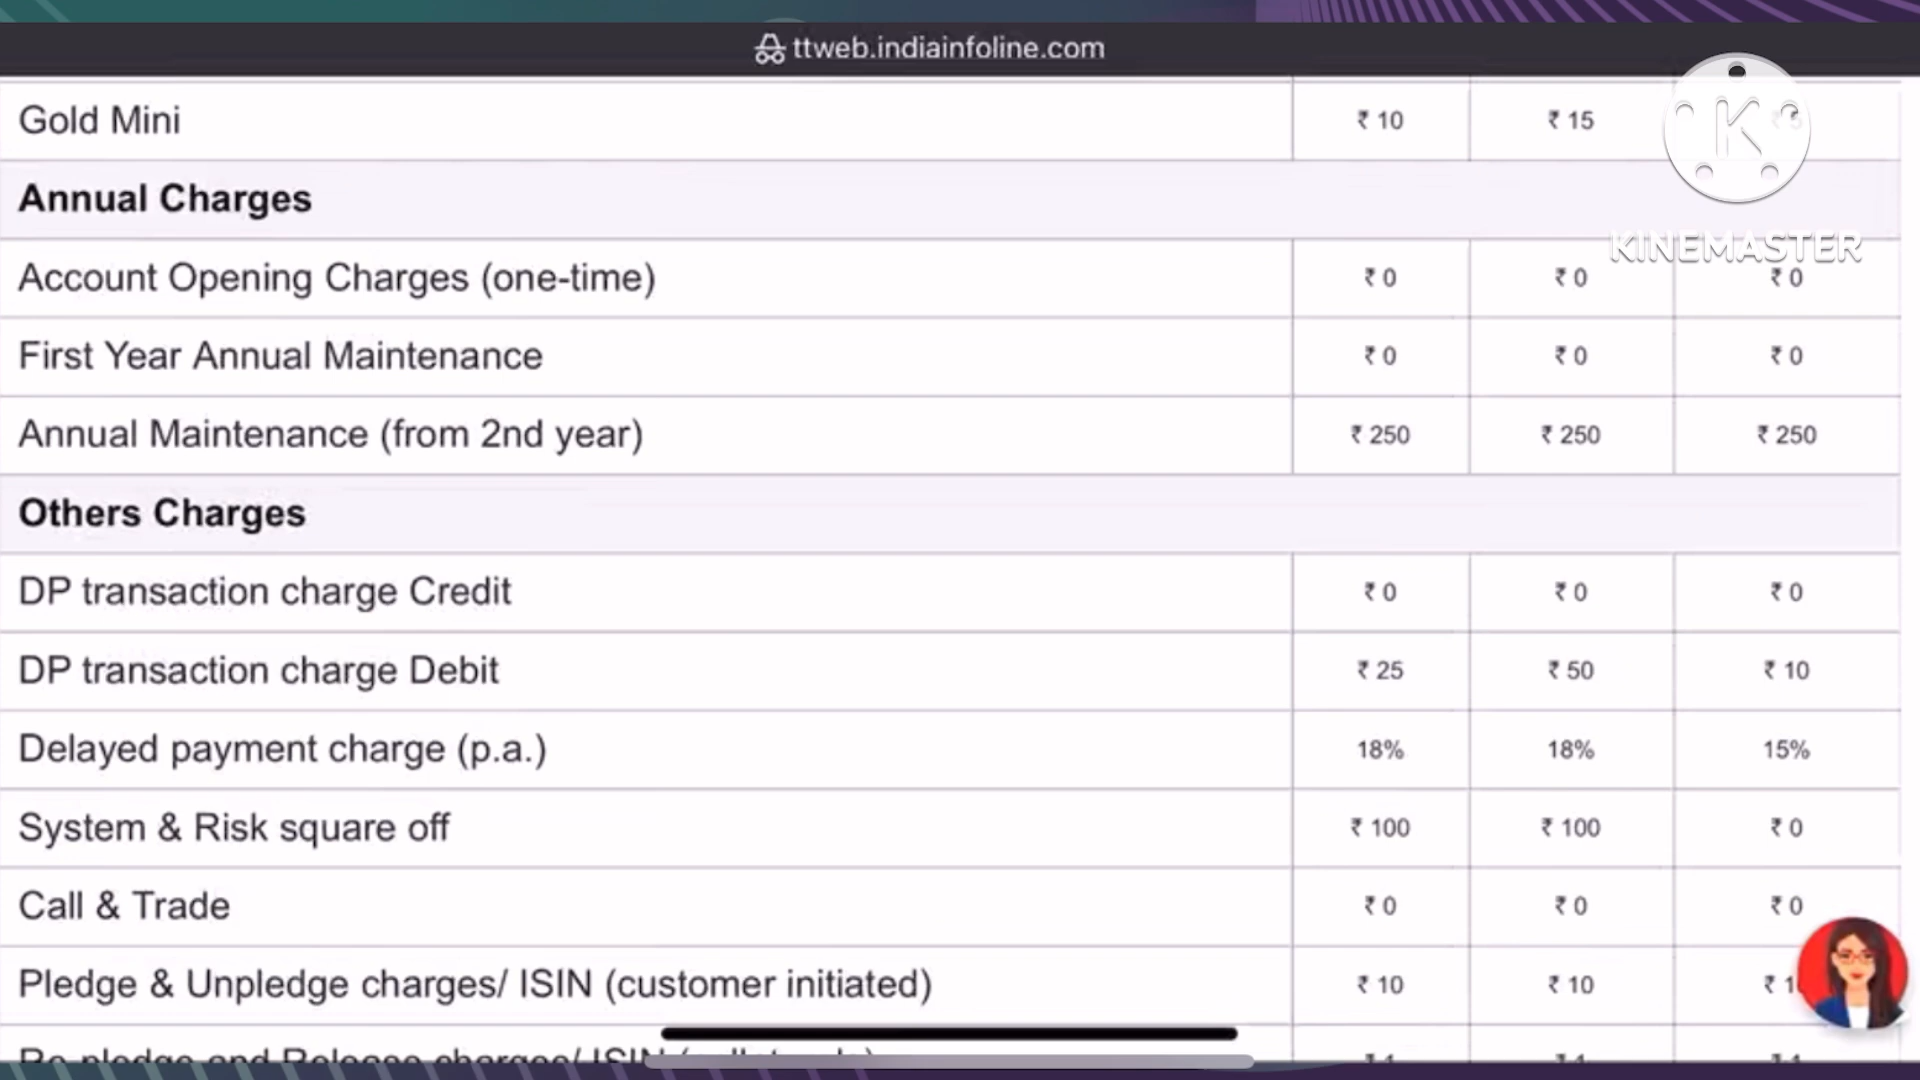 ttweb.indiainfoline.com
Gold Mini ₹ 10 ₹ 15
K
KINEMASTER
Annual Charges
Account Opening Charges (one-time) ₹ 0 ₹ 0 ₹ 0
First Year Annual Maintenance ₹ 0 ₹ 0 ₹ 0
Annual Maintenance (from 2nd year) ₹ 250 ₹ 250 ₹ 250
Others Charges
DP transaction charge Credit ₹ 0 ₹ 0 ₹ 0
DP transaction charge Debit ₹ 25 ₹ 50 ₹ 10
Delayed payment charge (p.a.) 18% 18% 15%
System & Risk square off ₹ 100 ₹ 100 ₹ 0
Call & Trade ₹ 0 ₹ 0 ₹ 0
Pledge & Unpledge charges/ ISIN (customer initiated) ₹ 10 ₹ 10 ₹